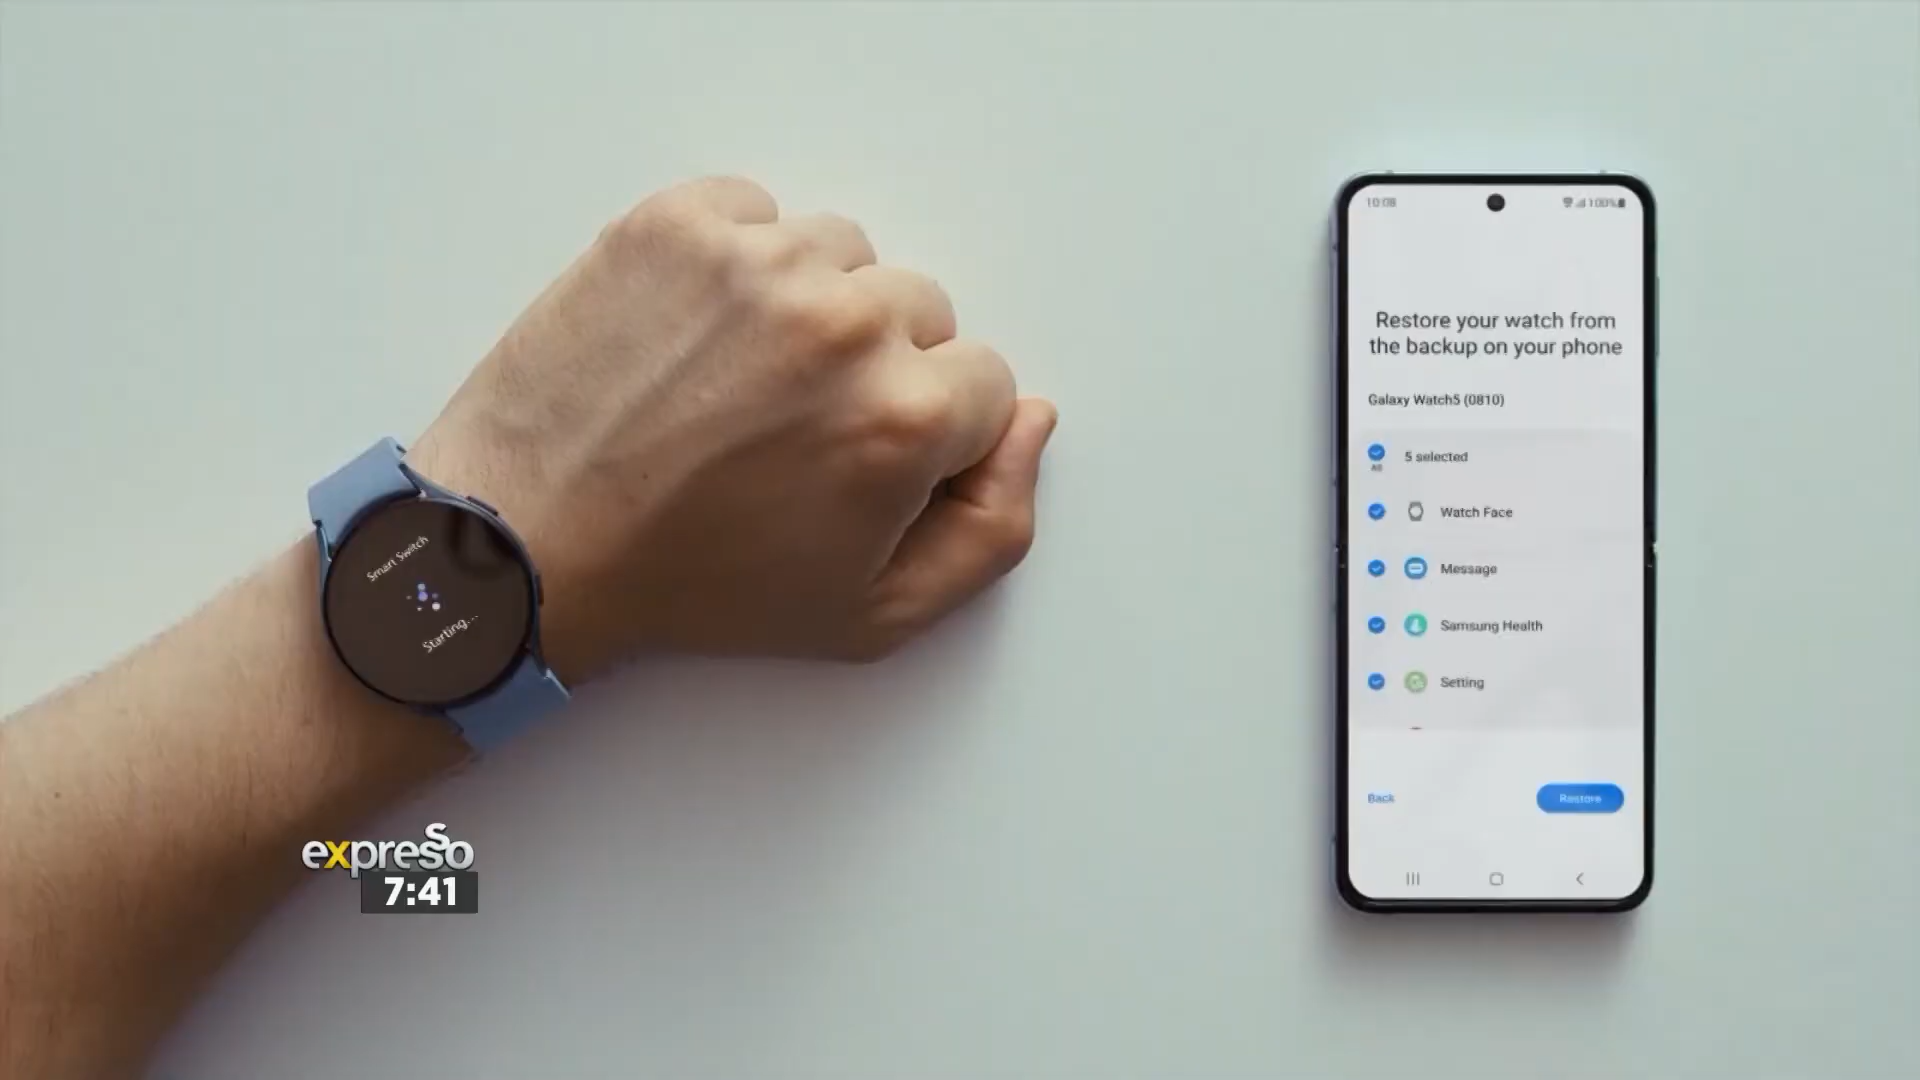 Smart Switch
Starting...
expresso
7:41
10:08
100%
Restore your watch from
the backup on your phone
Galaxy Watch5 (0810)
All
5 selected
Watch Face
Message
Samsung Health
Setting
Back
Restore